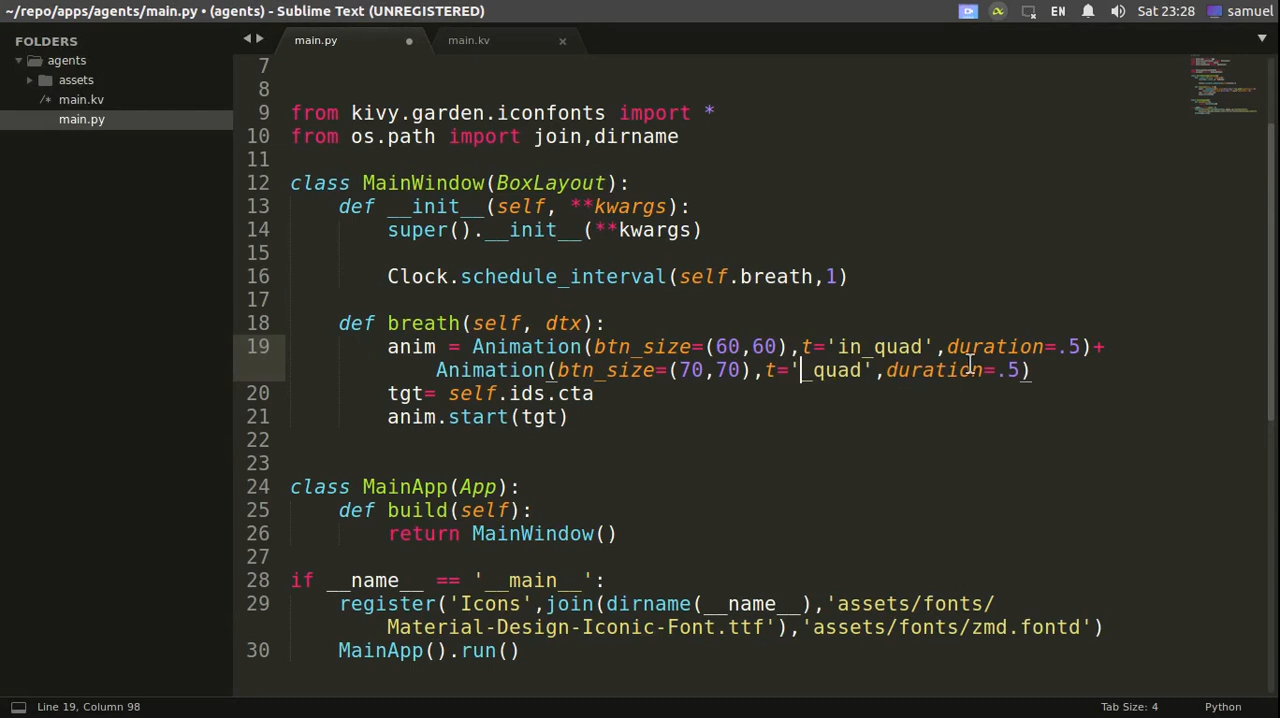 ~/repo/apps/agents/main.py • (agents) - Sublime Text (UNREGISTERED)
EN
Sat 23:28
samuel
FOLDERS
agents
assets
main.kv
main.py
main.py
main.kv
7
8
9 from kivy.garden.iconfonts import *
10 from os.path import join,dirname
11
12 class MainWindow(BoxLayout):
13 def __init__(self, **kwargs):
14 super().__init__(**kwargs)
15
16 Clock.schedule_interval(self.breath,1)
17
18 def breath(self, dtx):
19 anim = Animation(btn_size=(60,60),t='in_quad',duration=.5)+
Animation(btn_size=(70,70),t='_quad',duration=.5)
20 tgt= self.ids.cta
21 anim.start(tgt)
22
23
24 class MainApp(App):
25 def build(self):
26 return MainWindow()
27
28 if __name__ == '__main__':
29 register('Icons',join(dirname(__name__),'assets/fonts/
Material-Design-Iconic-Font.ttf'),'assets/fonts/zmd.fontd')
30 MainApp().run()
Line 19, Column 98
Tab Size: 4
Python